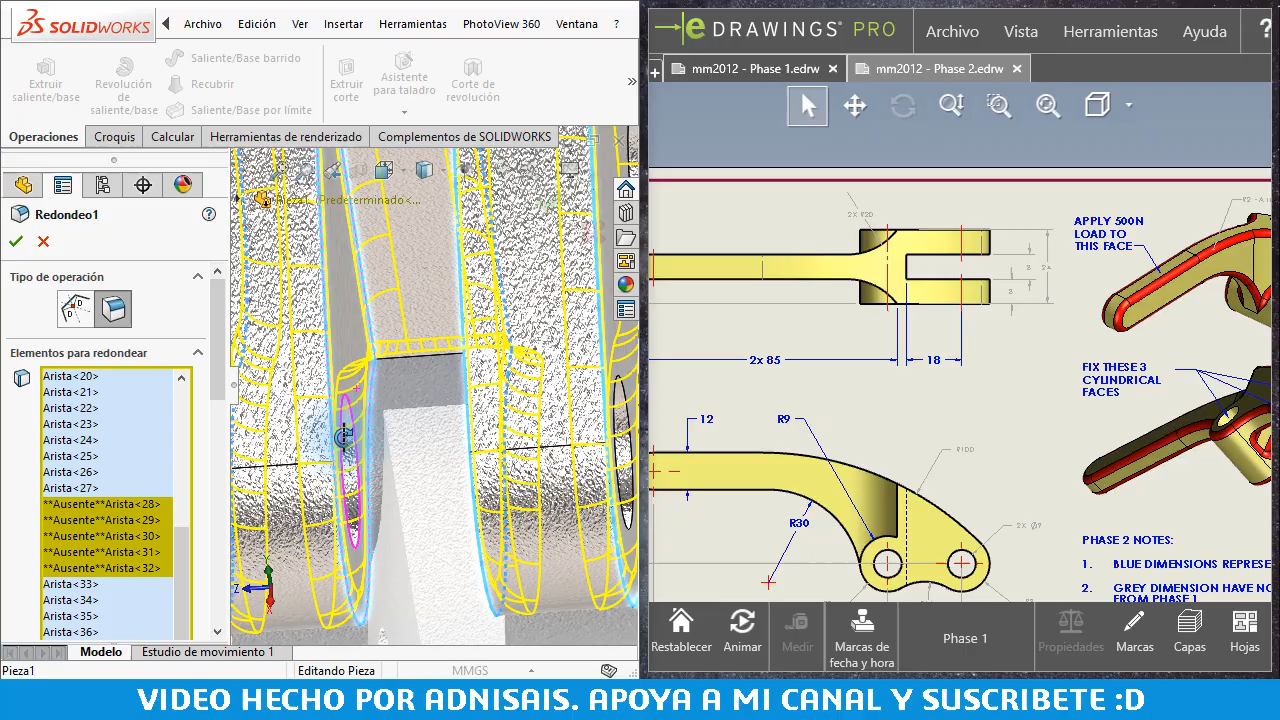 SOLIDWORKS
Archivo Edición Ver Insertar Herramientas PhotoView 360 Ventana ?
Extruir saliente/base
Revolución de saliente/base
Saliente/Base barrido
Recubrir
Saliente/Base por límite
Extruir corte
Asistente para taladro
Corte de revolución
Operaciones Croquis Calcular Herramientas de renderizado Complementos de SOLIDWORKS
Redondeo1
Tipo de operación
Elementos para redondear
Arista<20>
Arista<21>
Arista<22>
Arista<23>
Arista<24>
Arista<25>
Arista<26>
Arista<27>
**Ausente**Arista<28>
**Ausente**Arista<29>
**Ausente**Arista<30>
**Ausente**Arista<31>
**Ausente**Arista<32>
Arista<33>
Arista<34>
Arista<35>
Arista<36>
(Predeterminado<...
Z
Modelo Estudio de movimiento 1
Pieza1 Editando Pieza MMGS
eDRAWINGS® PRO Archivo Vista Herramientas Ayuda ?
mm2012 - Phase 1.edrw mm2012 - Phase 2.edrw
2X R20
APPLY 500N
LOAD TO
THIS FACE
2x 85 18
FIX THESE 3
CYLINDRICAL
FACES
12 R9
R100
R30
PHASE 2 NOTES:
1. BLUE DIMENSIONS REPRESE
2. GREY DIMENSION HAVE NO
FROM PHASE 1
Restablecer Animar Medir Marcas de fecha y hora Phase 1 Propiedades Marcas Capas Hojas
VIDEO HECHO POR ADNISAIS. APOYA A MI CANAL Y SUSCRIBETE :D